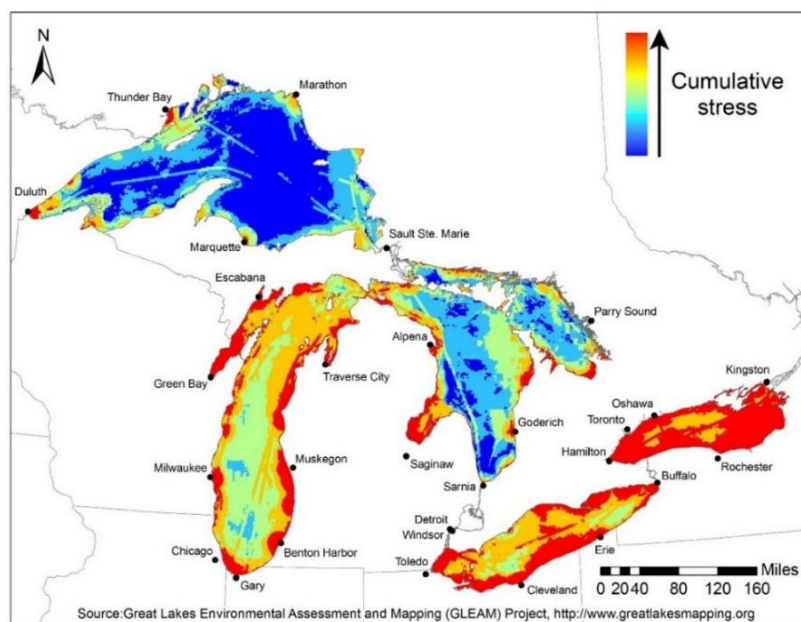 N
Cumulative
stress
Thunder Bay
Marathon
Duluth
Marquette
Sault Ste. Marie
Escabana
Parry Sound
Alpena
Green Bay
Traverse City
Kingston
Oshawa
Toronto
Goderich
Hamilton
Saginaw
Rochester
Milwaukee
Muskegon
Sarnia
Buffalo
Detroit
Windsor
Chicago
Benton Harbor
Toledo
Erie
Gary
Cleveland
Miles
0 20 40 80 120 160
Source:Great Lakes Environmental Assessment and Mapping (GLEAM) Project, http://www.greatlakesmapping.org